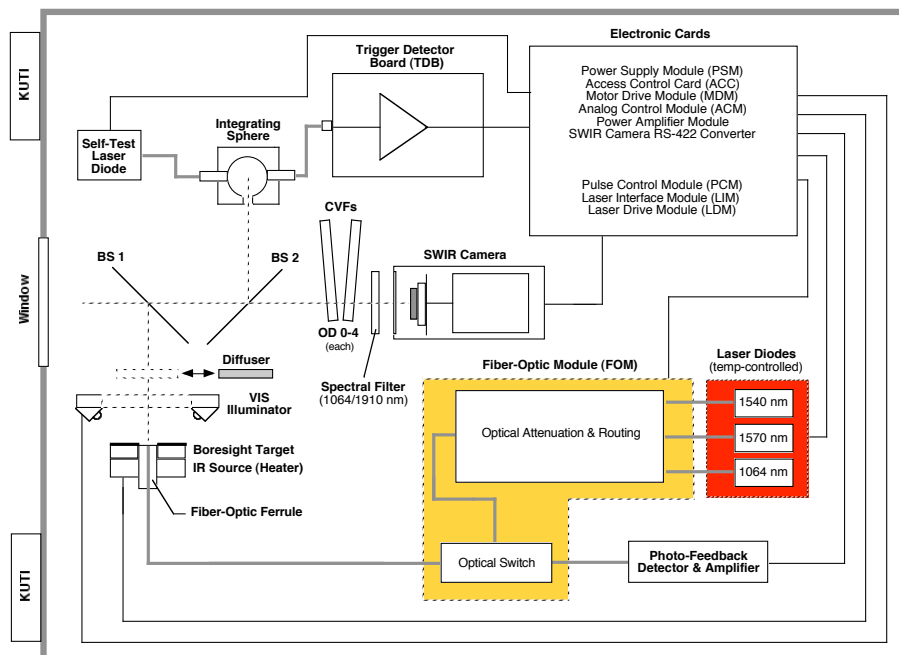 KUTI
Trigger Detector
Board (TDB)
Electronic Cards
Power Supply Module (PSM)
Access Control Card (ACC)
Motor Drive Module (MDM)
Analog Control Module (ACM)
Power Amplifier Module
SWIR Camera RS-422 Converter
Pulse Control Module (PCM)
Laser Interface Module (LIM)
Laser Drive Module (LDM)
Integrating
Sphere
Self-Test
Laser
Diode
CVFs
BS 1
BS 2
SWIR Camera
Window
OD 0-4
(each)
Spectral Filter
(1064/1910 nm)
Diffuser
VIS
Illuminator
Boresight Target
IR Source (Heater)
Fiber-Optic Ferrule
Fiber-Optic Module (FOM)
Optical Attenuation & Routing
Laser Diodes
(temp-controlled)
1540 nm
1570 nm
1064 nm
Optical Switch
Photo-Feedback
Detector & Amplifier
KUTI